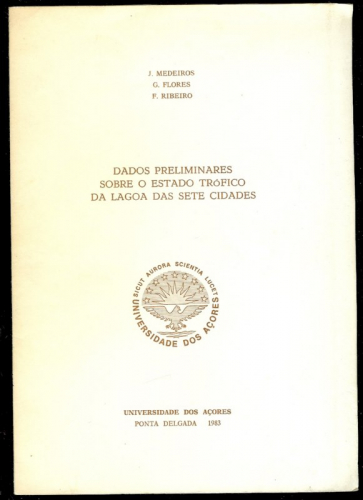 J. MEDEIROS
G. FLORES
F. RIBEIRO
DADOS PRELIMINARES
SOBRE O ESTADO TRÓFICO
DA LAGOA DAS SETE CIDADES
SICUT AURORA SCIENTIA LUCET
UNIVERSIDADE DOS AÇORES
UNIVERSIDADE DOS AÇORES
PONTA DELGADA 1983